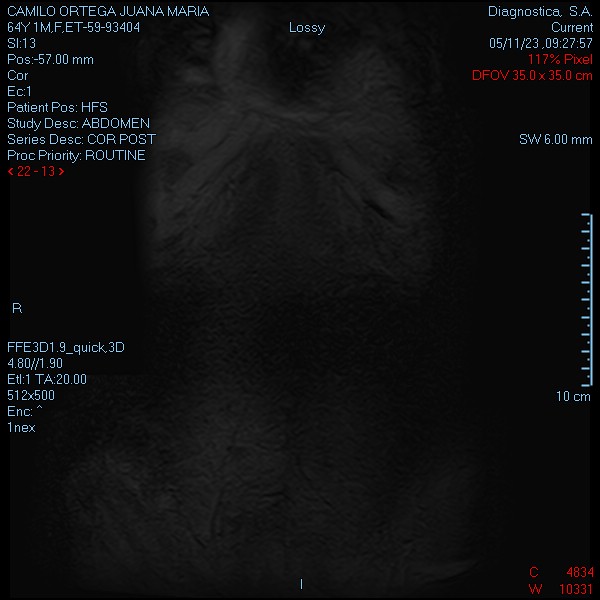 CAMILO ORTEGA JUANA MARIA
64Y 1M,F,ET-59-93404
Sl:13
Pos:-57.00 mm
Cor
Ec:1
Patient Pos: HFS
Study Desc: ABDOMEN
Series Desc: COR POST
Proc Priority: ROUTINE
< 22 - 13 >
Lossy
Diagnostica, S.A.
Current
05/11/23 ,09:27:57
117% Pixel
DFOV 35.0 x 35.0 cm
SW 6.00 mm
R
FFE3D1.9_quick,3D
4.80//1.90
Etl:1 TA:20.00
512x500
Enc: ^
1nex
10 cm
I
C 4834
W 10331